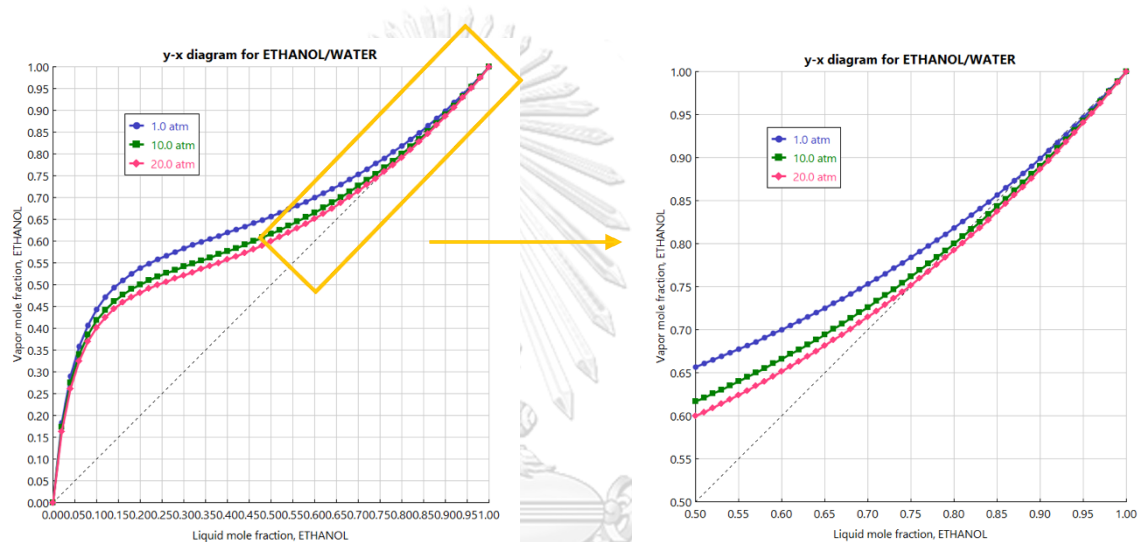 y-x diagram for ETHANOL/WATER
1.00
0.95
0.90
0.85
0.80
0.75
0.70
0.65
0.60
0.55
0.50
0.45
0.40
0.35
0.30
0.25
0.20
0.15
0.10
0.05
0.00
Vapor mole fraction, ETHANOL
1.0 atm
10.0 atm
20.0 atm
0.000.050.100.150.200.250.300.350.400.450.500.550.600.650.700.750.800.850.900.951.00
Liquid mole fraction, ETHANOL
y-x diagram for ETHANOL/WATER
1.00
0.95
0.90
0.85
0.80
0.75
0.70
0.65
0.60
0.55
0.50
Vapor mole fraction, ETHANOL
1.0 atm
10.0 atm
20.0 atm
0.50 0.55 0.60 0.65 0.70 0.75 0.80 0.85 0.90 0.95 1.00
Liquid mole fraction, ETHANOL